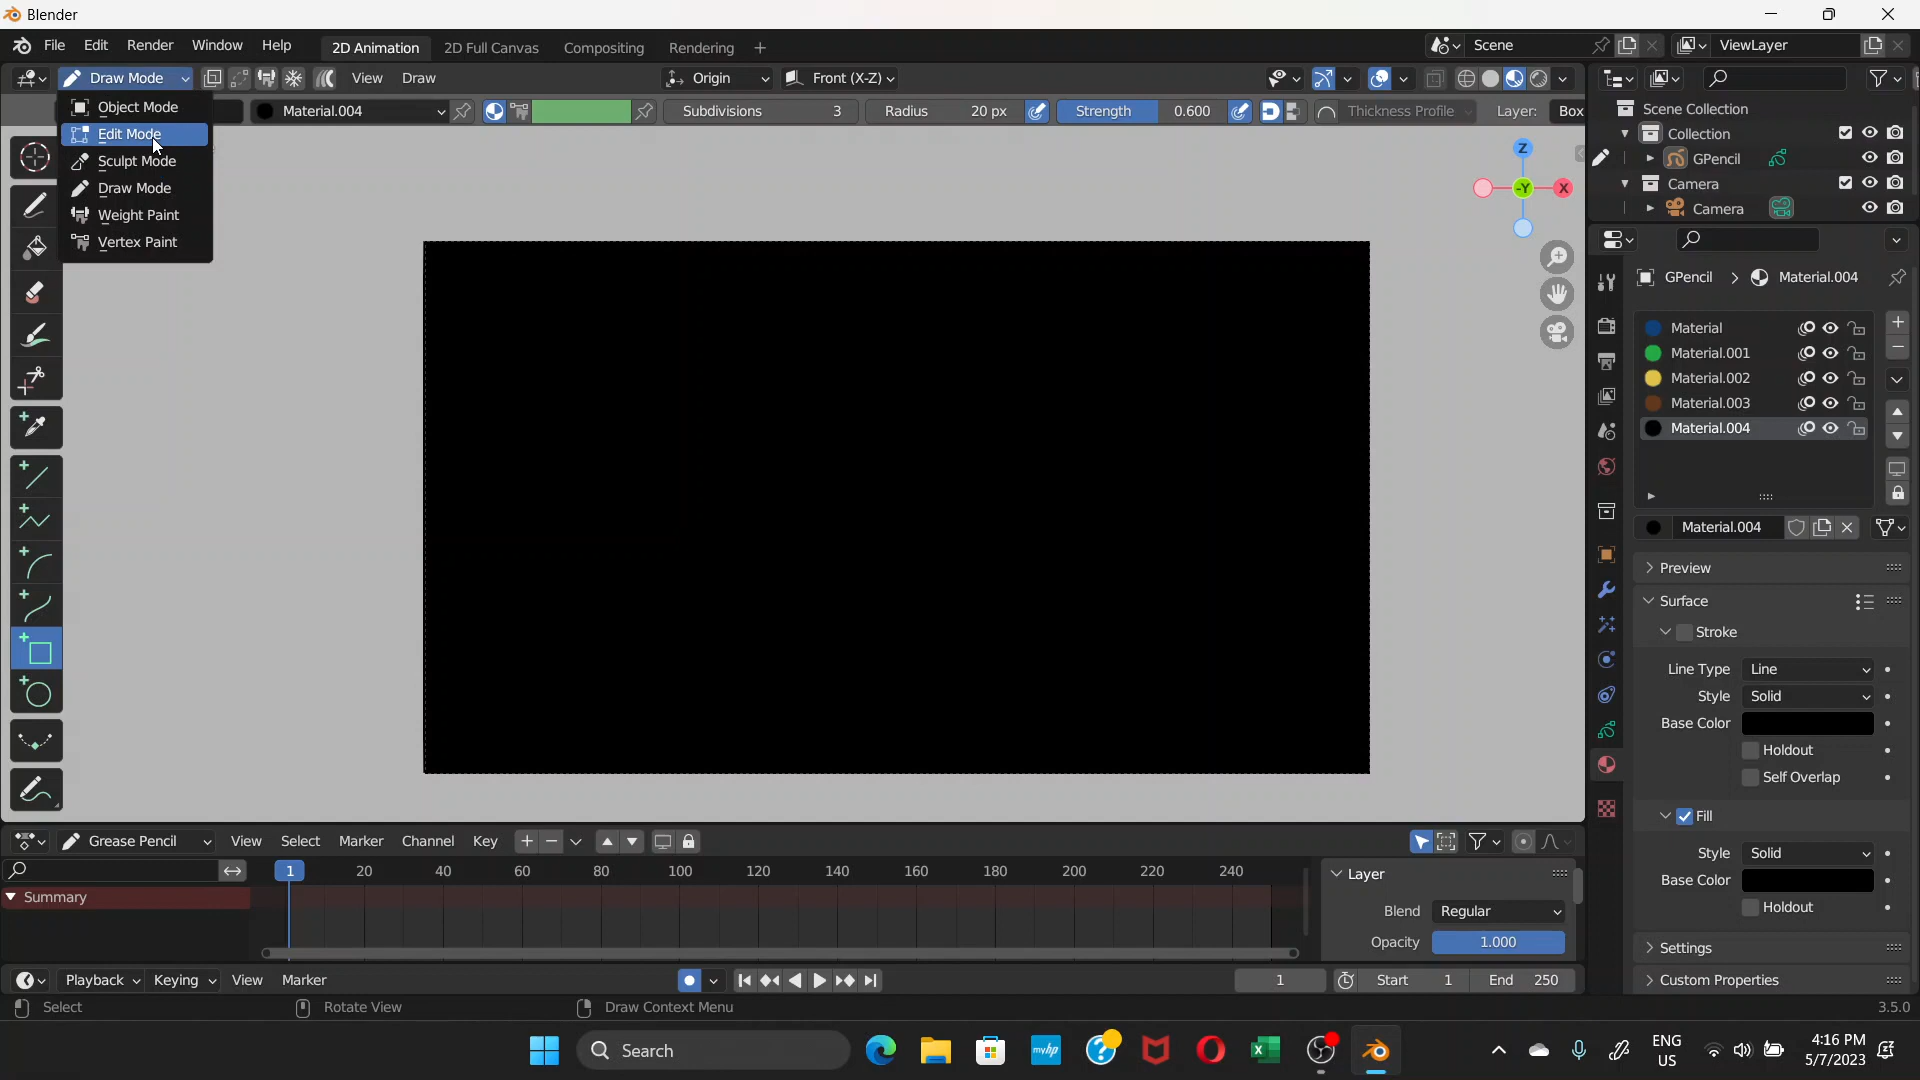 Blender
File Edit Render Window Help 2D Animation 2D Full Canvas Compositing Rendering Scene ViewLayer
Draw Mode View Draw Origin Front (X-Z)
Material.004 Subdivisions 3 Radius 20 px Strength 0.600 Thickness Profile Layer: Box
Object Mode
Edit Mode
Sculpt Mode
Draw Mode
Weight Paint
Vertex Paint
Z
-Y X
Scene Collection
Collection
GPencil
Camera
Camera
GPencil Material.004
Material
Material.001
Material.002
Material.003
Material.004
Material.004
Preview
Surface
Stroke
Line Type Line
Style Solid
Base Color
Holdout
Self Overlap
Fill
Style Solid
Base Color
Holdout
Settings
Custom Properties
Grease Pencil View Select Marker Channel Key
1 20 40 60 80 100 120 140 160 180 200 220 240
Summary
Layer
Blend Regular
Opacity 1.000
Playback Keying View Marker 1 Start 1 End 250
Select Rotate View Draw Context Menu 3.5.0
Search
myhp
ENG
US
4:16 PM
5/7/2023